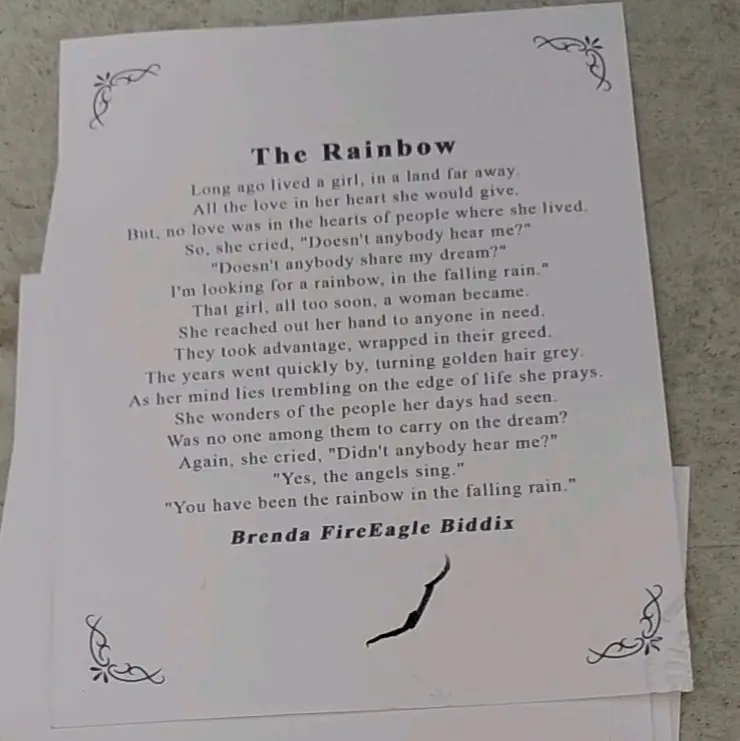 The Rainbow
Long ago lived a girl, in a land far away.
All the love in her heart she would give.
But, no love was in the hearts of people where she lived.
So, she cried, "Doesn't anybody hear me?"
"Doesn't anybody share my dream?"
I'm looking for a rainbow, in the falling rain."
That girl, all too soon, a woman became.
She reached out her hand to anyone in need.
They took advantage, wrapped in their greed.
The years went quickly by, turning golden hair grey.
As her mind lies trembling on the edge of life she prays.
She wonders of the people her days had seen.
Was no one among them to carry on the dream?
Again, she cried, "Didn't anybody hear me?"
"Yes, the angels sing."
"You have been the rainbow in the falling rain."
Brenda FireEagle Biddix